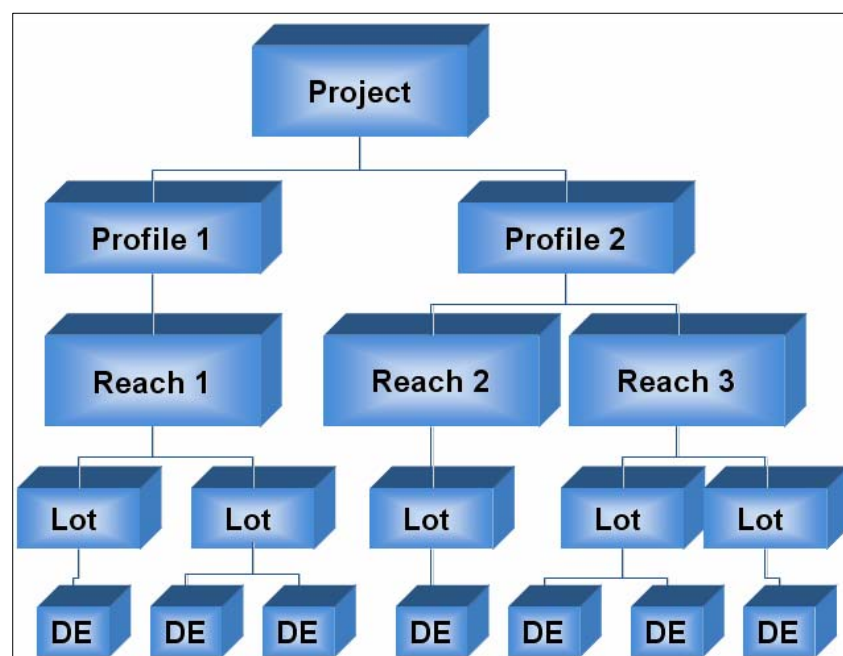 Project
Profile 1 Profile 2
Reach 1 Reach 2 Reach 3
Lot Lot Lot Lot Lot
DE DE DE DE DE DE DE